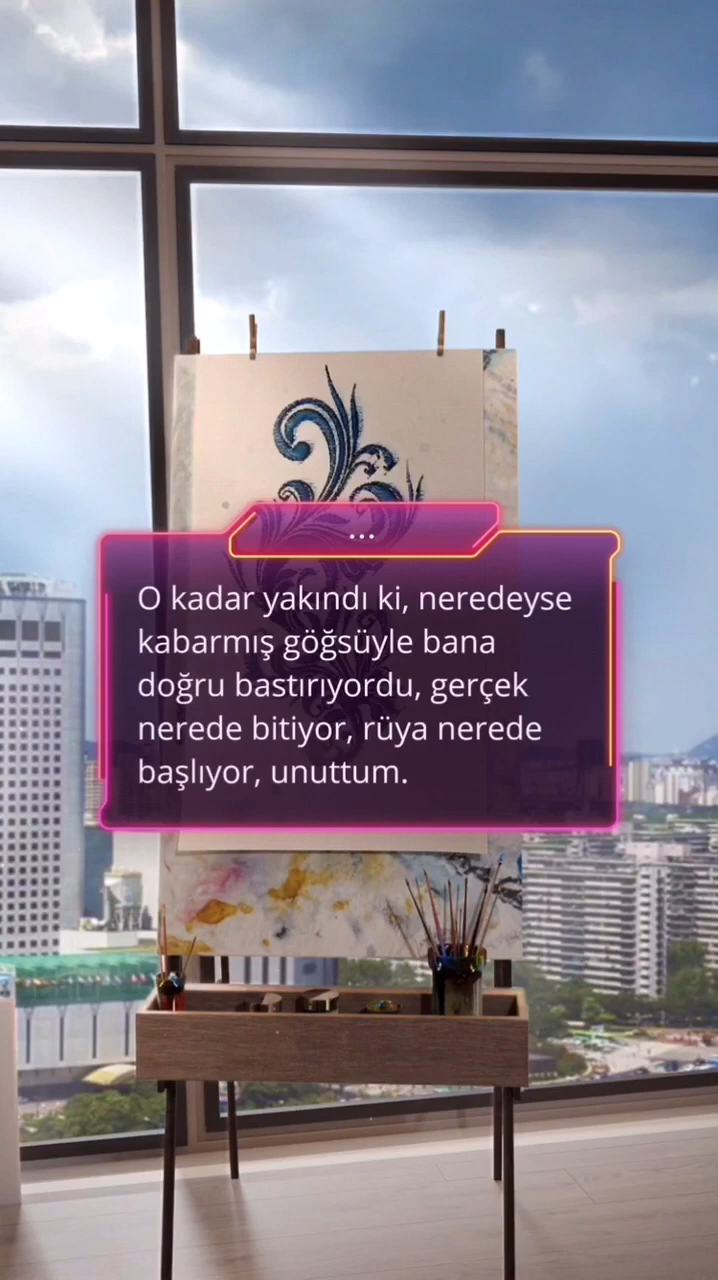 ...
O kadar yakındı ki, neredeyse
kabarmış göğsüyle bana
doğru bastırıyordu, gerçek
nerede bitiyor, rüya nerede
başlıyor, unuttum.